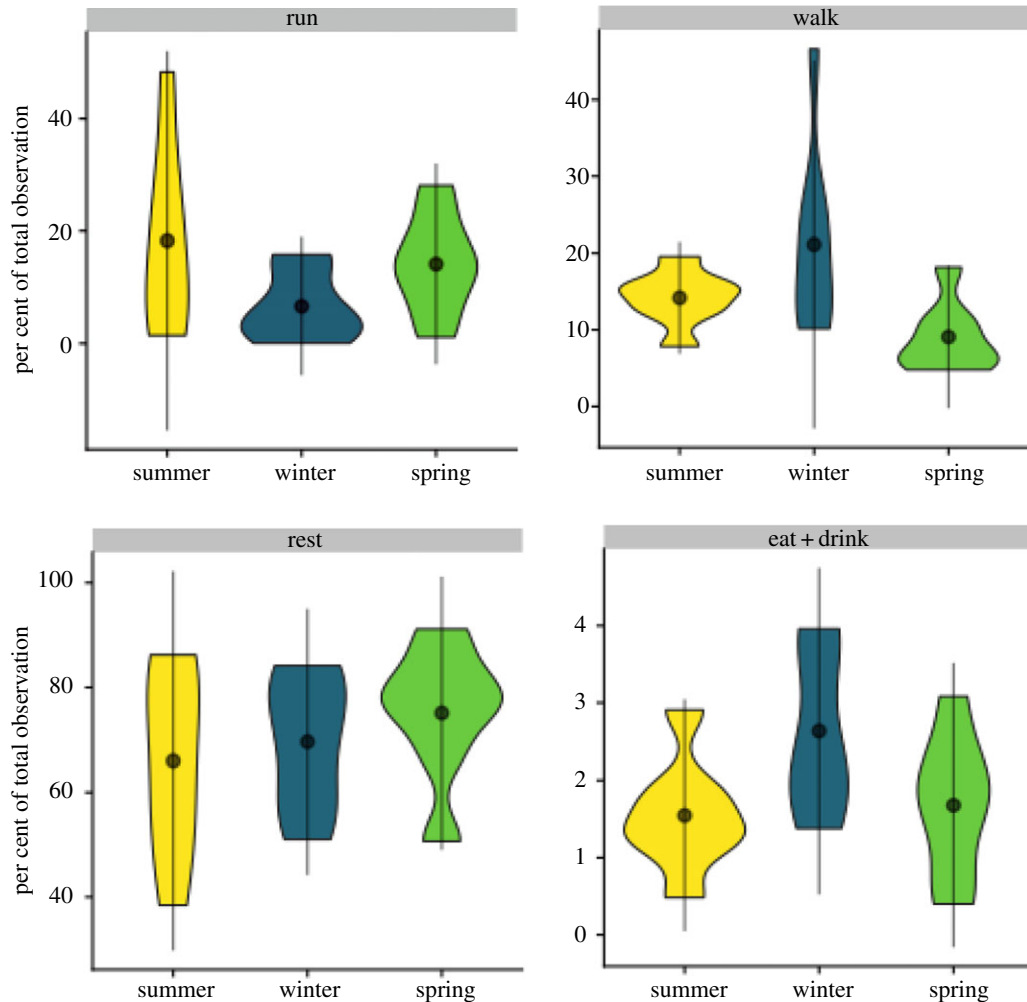 run
per cent of total observation
40
20
0
summer winter spring
walk
40
30
20
10
0
summer winter spring
rest
per cent of total observation
100
80
60
40
summer winter spring
eat + drink
4
3
2
1
0
summer winter spring